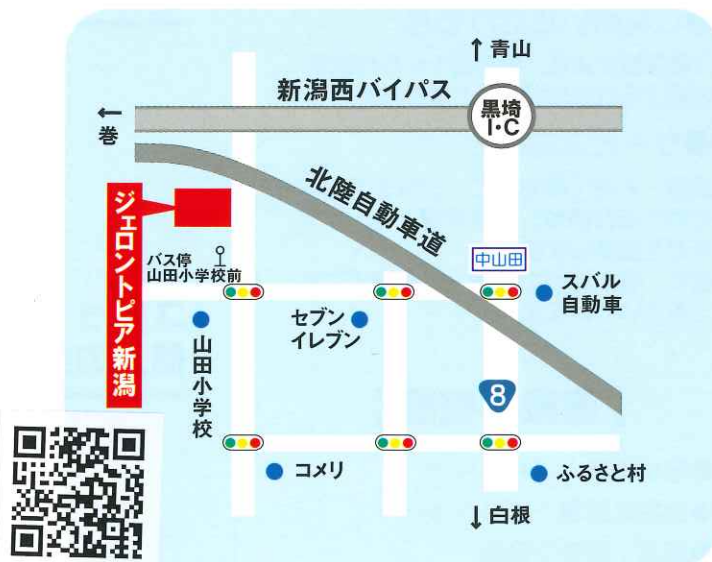 ↑青山
新潟西バイパス
黒埼
I・C
←
巻
北陸自動車道
ジェロントピア新潟
バス停
山田小学校前
中山田
スバル
自動車
セブン
イレブン
山田小学校
8
コメリ
ふるさと村
↓白根